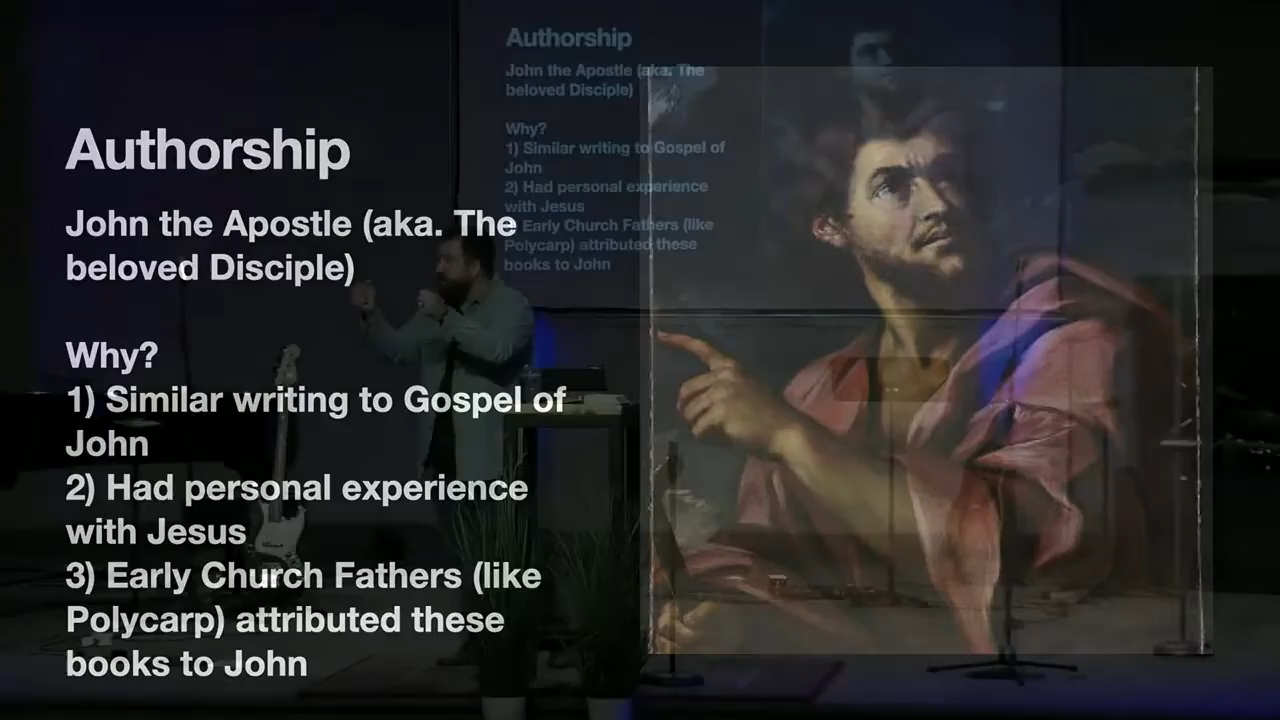 Authorship
John the Apostle (aka. The
beloved Disciple)
Why?
1) Similar writing to Gospel of
John
2) Had personal experience
with Jesus
3) Early Church Fathers (like
Polycarp) attributed these
books to John
Authorship
John the Apostle (aka. The
beloved Disciple)
Why?
1) Similar writing to Gospel of
John
2) Had personal experience
with Jesus
Early Church Fathers (like
Polycarp) attributed these
books to John